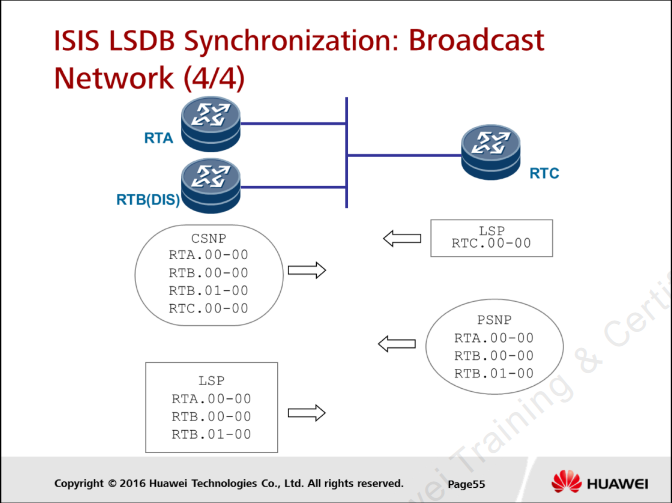 ISIS LSDB Synchronization: Broadcast
Network (4/4)
RTA
RTB(DIS)
RTC
CSNP
RTA.00-00
RTB.00-00
RTB.01-00
RTC.00-00
LSP
RTC.00-00
PSNP
RTA.00-00
RTB.00-00
RTB.01-00
LSP
RTA.00-00
RTB.00-00
RTB.01-00
Training &
Copyright © 2016 Huawei Technologies Co., Ltd. All rights reserved.
Page55
HUAWEI